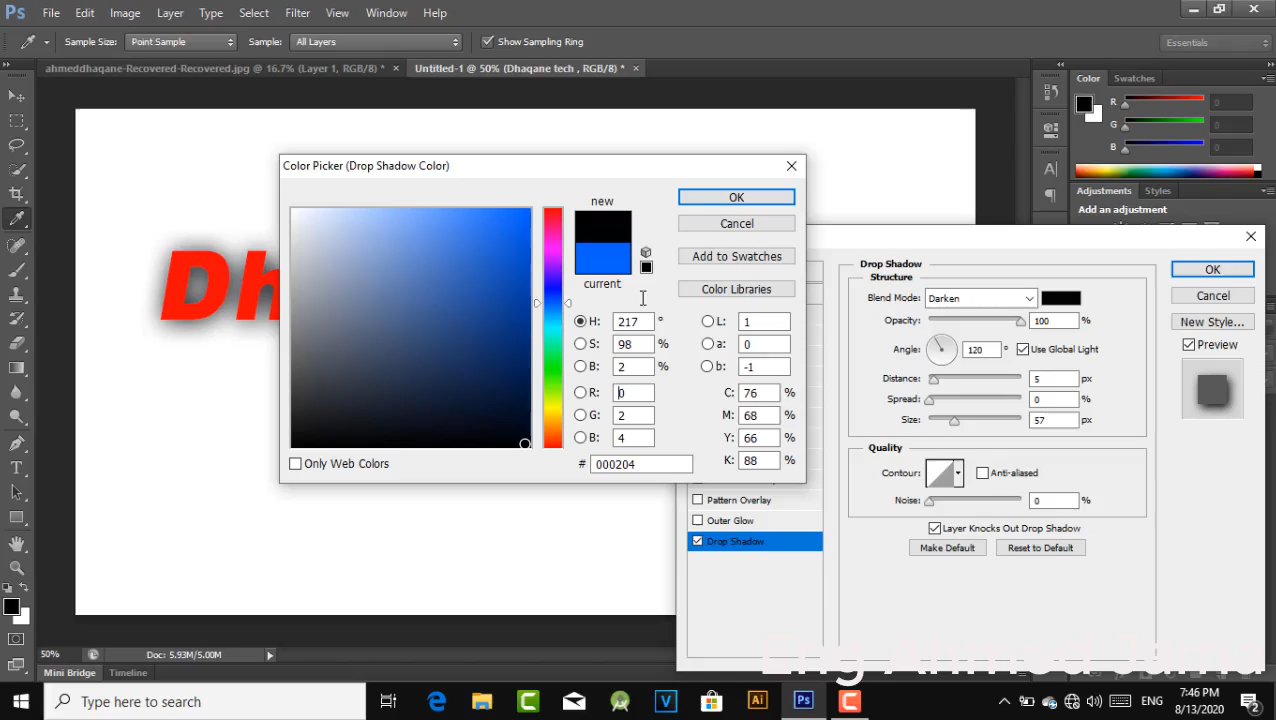 Ps File Edit Image Layer Type Select Filter View Window Help
Sample Size: Point Sample Sample: All Layers Show Sampling Ring Essentials
ahmeddhaqane-Recovered-Recovered.jpg @ 16.7% (Layer 1, RGB/8) * × Untitled-1 @ 50% (Dhaqane tech , RGB/8) * ×
Color Swatches
R 0
G 0
B 0
Adjustments Styles
Add an adjustment
Dh
Color Picker (Drop Shadow Color)
new
current
OK
Cancel
Add to Swatches
Color Libraries
H: 217 ° L: 1
S: 98 % a: 0
B: 2 % b: -1
R: 0 C: 76 %
G: 2 M: 68 %
B: 4 Y: 66 %
# 000204 K: 88 %
Only Web Colors
Pattern Overlay
Outer Glow
Drop Shadow
Drop Shadow
Structure
Blend Mode: Darken
Opacity: 100 %
Angle: 120 ° Use Global Light
Distance: 5 px
Spread: 0 %
Size: 57 px
Quality
Contour: Anti-aliased
Noise: 0 %
Layer Knocks Out Drop Shadow
Make Default Reset to Default
OK
Cancel
New Style...
Preview
50% Doc: 5.93M/5.00M
Mini Bridge Timeline
Type here to search
ENG
7:46 PM
8/13/2020
2